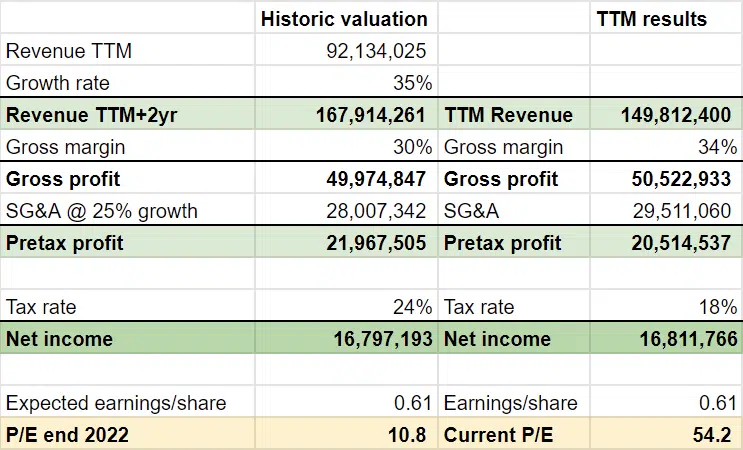 Historic valuation TTM results
Revenue TTM 92,134,025
Growth rate 35%
Revenue TTM+2yr 167,914,261 TTM Revenue 149,812,400
Gross margin 30% Gross margin 34%
Gross profit 49,974,847 Gross profit 50,522,933
SG&A @ 25% growth 28,007,342 SG&A 29,511,060
Pretax profit 21,967,505 Pretax profit 20,514,537
Tax rate 24% Tax rate 18%
Net income 16,797,193 Net income 16,811,766
Expected earnings/share 0.61 Earnings/share 0.61
P/E end 2022 10.8 Current P/E 54.2